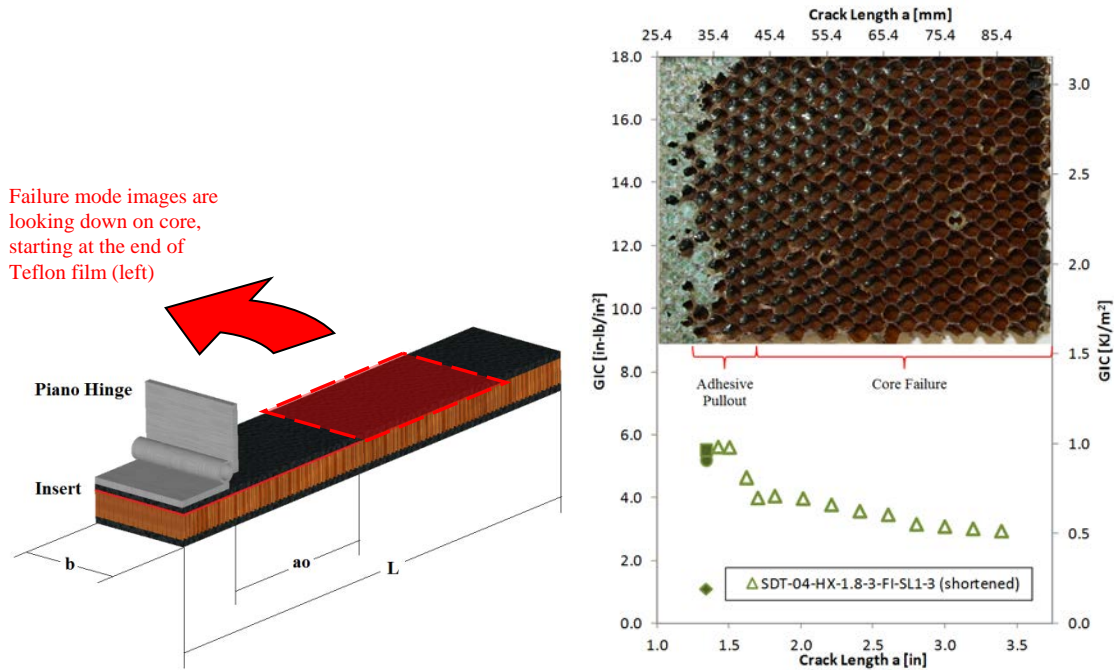 Failure mode images are
looking down on core,
starting at the end of
Teflon film (left)
Piano Hinge
Insert
b
ao
L
Crack Length a [mm]
25.4 35.4 45.4 55.4 65.4 75.4 85.4
18.0
16.0
14.0
12.0
10.0
8.0
6.0
4.0
2.0
0.0
GIC [in-lb/in²]
3.0
2.5
2.0
1.5
1.0
0.5
0.0
GIC [KJ/m²]
Adhesive
Pullout
Core Failure
SDT-04-HX-1.8-3-FI-SL1-3 (shortened)
1.0 1.5 2.0 2.5 3.0 3.5
Crack Length a [in]